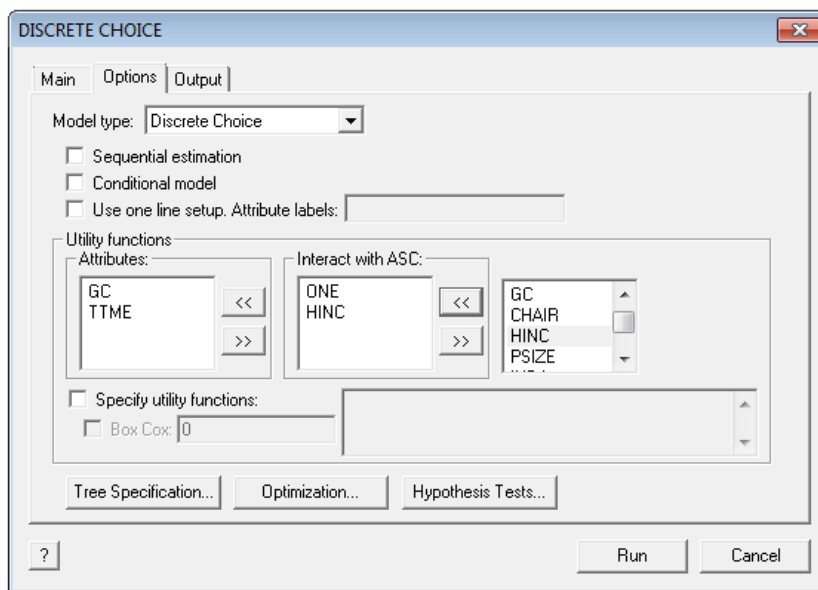 DISCRETE CHOICE
Main Options Output
Model type: Discrete Choice
Sequential estimation
Conditional model
Use one line setup. Attribute labels:
Utility functions
Attributes: Interact with ASC:
GC
TTME
<<
>>
ONE
HINC
<<
>>
GC
CHAIR
HINC
PSIZE
Specify utility functions:
Box Cox: 0
Tree Specification... Optimization... Hypothesis Tests...
? Run Cancel